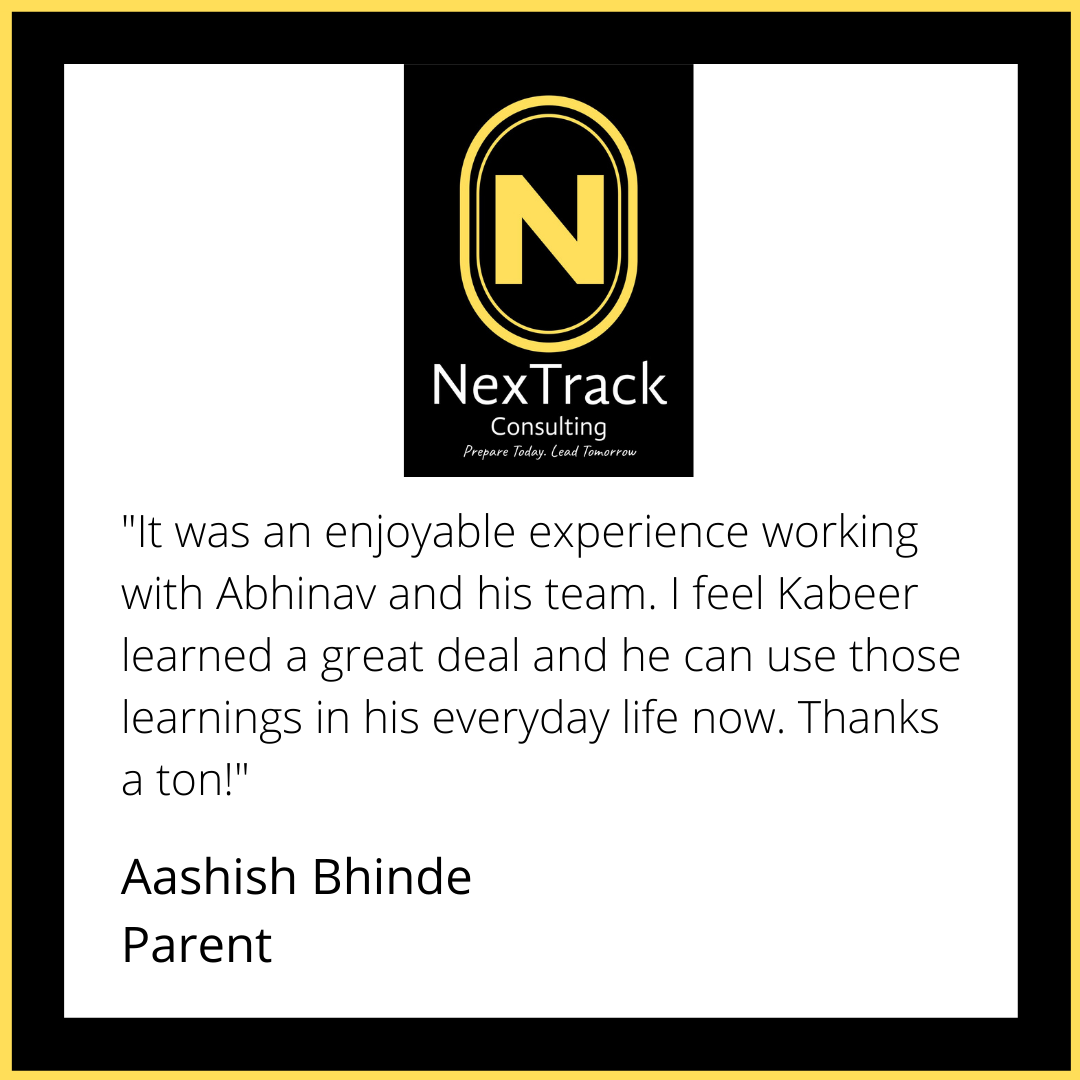 N
NexTrack
Consulting
Prepare Today. Lead Tomorrow
"It was an enjoyable experience working
with Abhinav and his team. I feel Kabeer
learned a great deal and he can use those
learnings in his everyday life now. Thanks
a ton!"
Aashish Bhinde
Parent